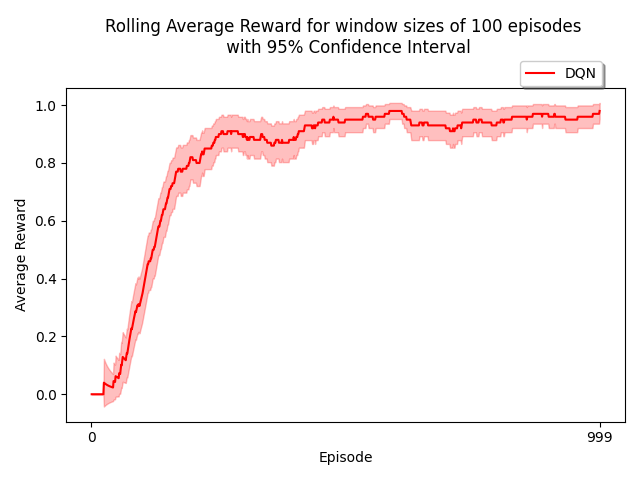 Rolling Average Reward for window sizes of 100 episodes
with 95% Confidence Interval
DQN
1.0
0.8
0.6
0.4
0.2
0.0
Average Reward
0
999
Episode